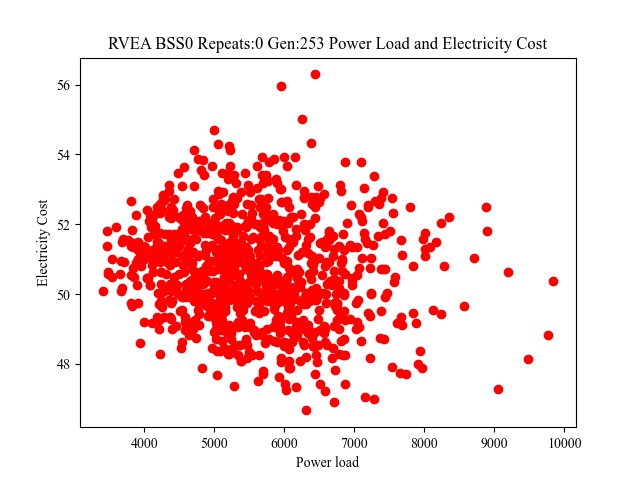 RVEA BSS0 Repeats:0 Gen:253 Power Load and Electricity Cost
56
54
52
50
48
Electricity Cost
4000 5000 6000 7000 8000 9000 10000
Power load